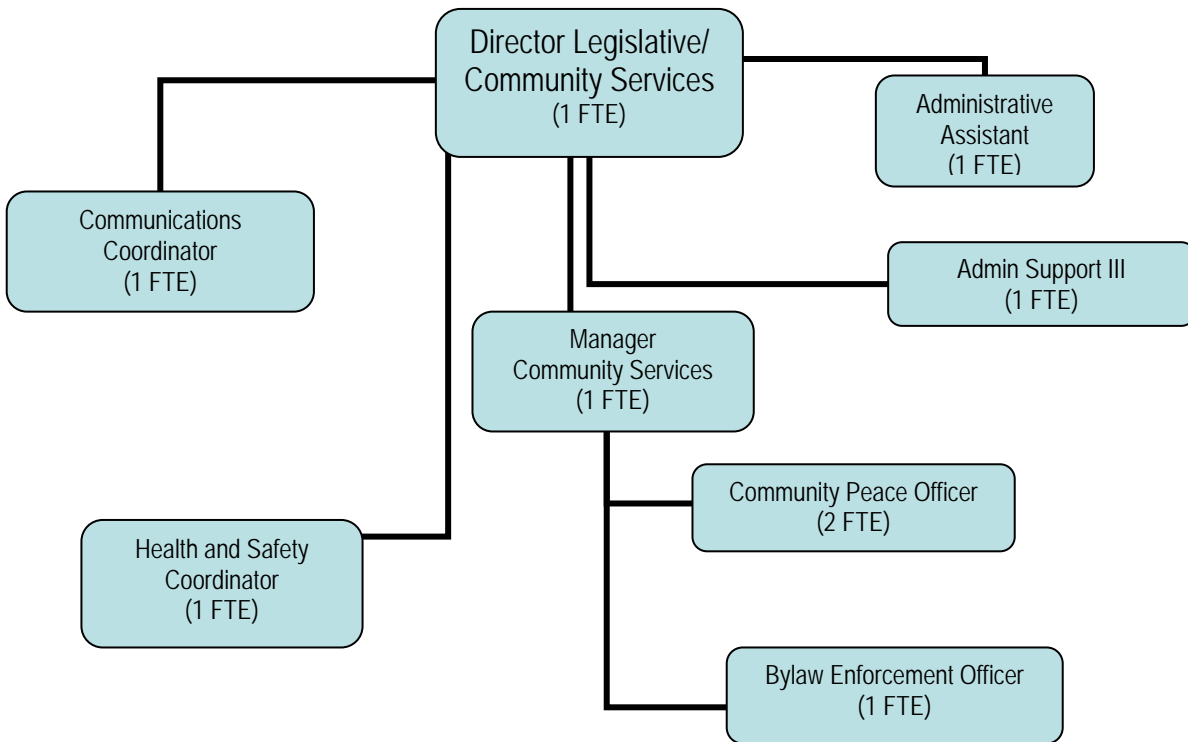 Director Legislative/
Community Services
(1 FTE)
Administrative
Assistant
(1 FTE)
Communications
Coordinator
(1 FTE)
Admin Support III
(1 FTE)
Manager
Community Services
(1 FTE)
Community Peace Officer
(2 FTE)
Health and Safety
Coordinator
(1 FTE)
Bylaw Enforcement Officer
(1 FTE)